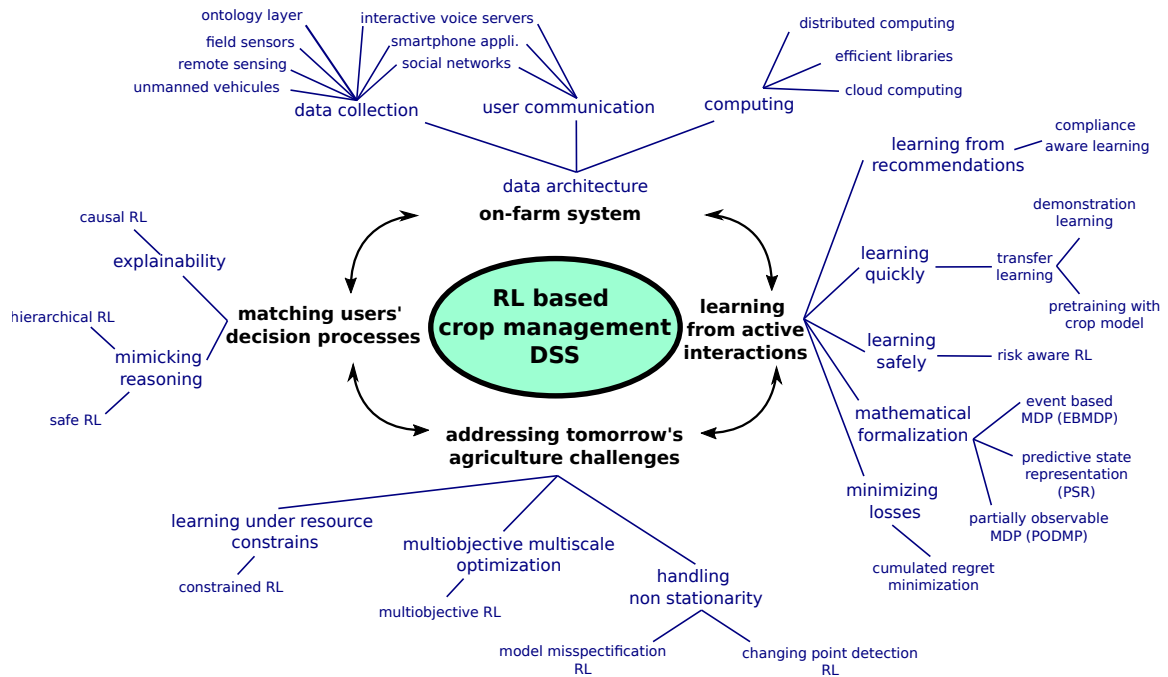 ontology layer
field sensors
remote sensing
unmanned vehicules
data collection
interactive voice servers
smartphone appli.
social networks
user communication
distributed computing
efficient libraries
cloud computing
computing
data architecture
on-farm system
causal RL
explainability
matching users'
decision processes
hierarchical RL
mimicking
reasoning
safe RL
RL based
crop management
DSS
learning
from active
interactions
learning from
recommendations
compliance
aware learning
learning
quickly
transfer
learning
demonstration
learning
pretraining with
crop model
learning
safely
risk aware RL
mathematical
formalization
event based
MDP (EBMDP)
predictive state
representation
(PSR)
partially observable
MDP (PODMP)
minimizing
losses
cumulated regret
minimization
addressing tomorrow's
agriculture challenges
learning under resource
constrains
constrained RL
multiobjective multiscale
optimization
multiobjective RL
handling
non stationarity
model misspectification
RL
changing point detection
RL